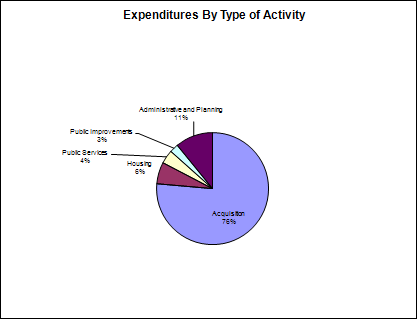 Expenditures By Type of Activity
Administrative and Planning
11%
Public Improvements
3%
Public Services
4%
Housing
6%
Acquisition
76%